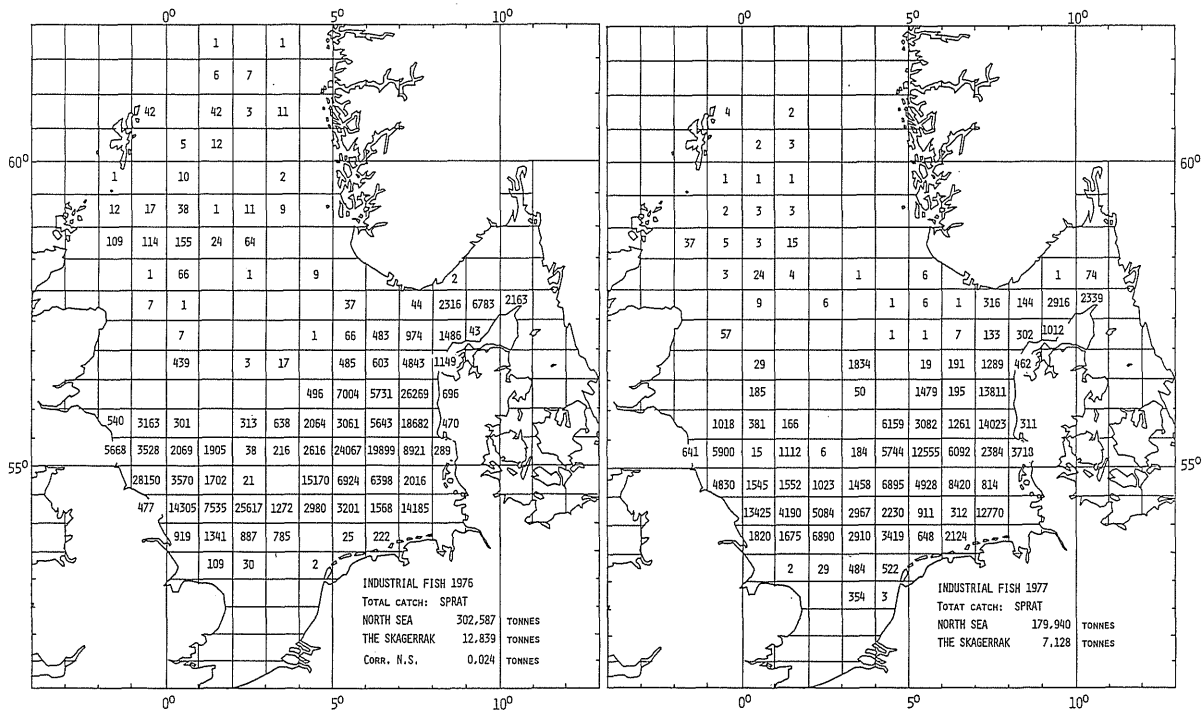 0° 5° 10°
1 1
6 7
42 42 3 11
5 12
60°
1 10 2
12 17 38 1 11 9
109 114 155 24 64
1 66 1 9 2
7 1 37 44 2316 6783 2163
7 1 66 483 974 1486 43
439 3 17 485 603 4843 1149
496 7004 5731 26269 696
540 3163 301 313 638 2064 3061 5643 18682 470
5668 3528 2069 1905 38 216 2616 24067 19899 8921 289
55°
28150 3570 1702 21 15170 6924 6398 2016
477 14305 7535 25617 1272 2980 3201 1568 14185
919 1341 887 785 25 222
109 30 2
INDUSTRIAL FISH 1976
TOTAL CATCH: SPRAT
NORTH SEA 302,587 TONNES
THE SKAGERRAK 12,839 TONNES
CORR. N.S. 0,024 TONNES
0° 5° 10°
0° 5° 10°
4 2
2 3
60°
1 1 1
2 3 3
37 5 3 15
3 24 4 1 6 1 74
9 6 1 6 1 316 144 2916 2339
57 1 1 7 133 302 1012
29 1834 19 191 1289 462
185 50 1479 195 13811
1018 381 166 6159 3082 1261 14023 311
641 5900 15 1112 6 184 5744 12555 6092 2384 3713
55°
4830 1545 1552 1023 1458 6895 4928 8420 814
13425 4190 5084 2967 2230 911 312 12770
1820 1675 6890 2910 3419 648 2124
2 29 484 522
354 3
INDUSTRIAL FISH 1977
TOTAT CATCH: SPRAT
NORTH SEA 179,940 TONNES
THE SKAGERRAK 7,128 TONNES
0° 5° 10°